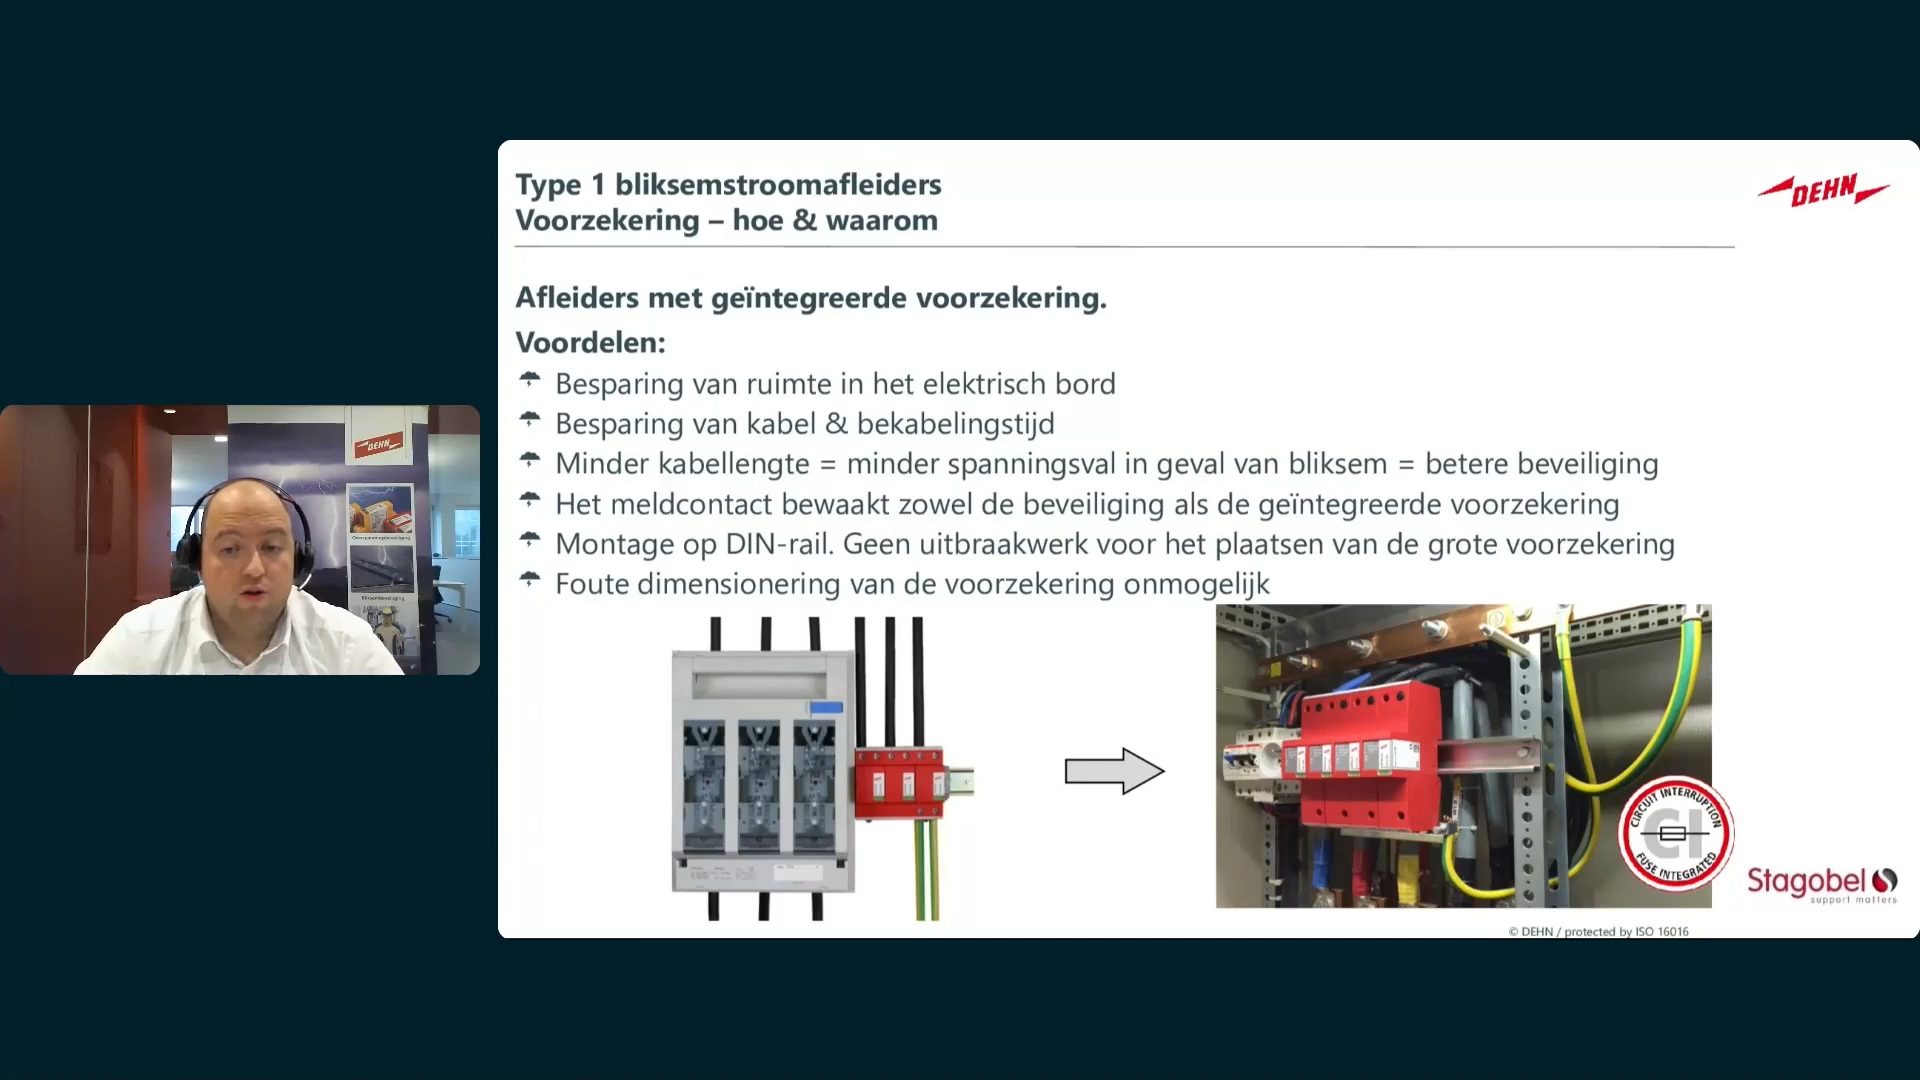 Type 1 bliksemstroomafleiders
Voorzekering – hoe & waarom
DEHN
Afleiders met geïntegreerde voorzekering.
Voordelen:
Besparing van ruimte in het elektrisch bord
Besparing van kabel & bekabelingstijd
Minder kabellengte = minder spanningsval in geval van bliksem = betere beveiliging
Het meldcontact bewaakt zowel de beveiliging als de geïntegreerde voorzekering
Montage op DIN-rail. Geen uitbraakwerk voor het plaatsen van de grote voorzekering
Foute dimensionering van de voorzekering onmogelijk
DEHN
Overspanningsbeveiliging
Bliksembeveiliging
CIRCUIT INTERRUPTION
CI
FUSE INTEGRATED
Stagobel
support matters
© DEHN / protected by ISO 16016